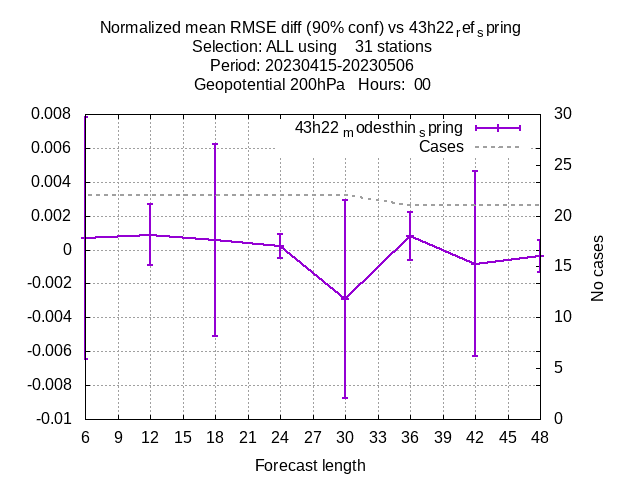 Normalized mean RMSE diff (90% conf) vs 43h22_ref_spring
Selection: ALL using    31 stations
Period: 20230415-20230506
Geopotential 200hPa   Hours:  00
43h22_modesthin_spring
Cases
0.008
0.006
0.004
0.002
0
-0.002
-0.004
-0.006
-0.008
-0.01
30
25
20
15
10
5
0
No cases
6 9 12 15 18 21 24 27 30 33 36 39 42 45 48
Forecast length